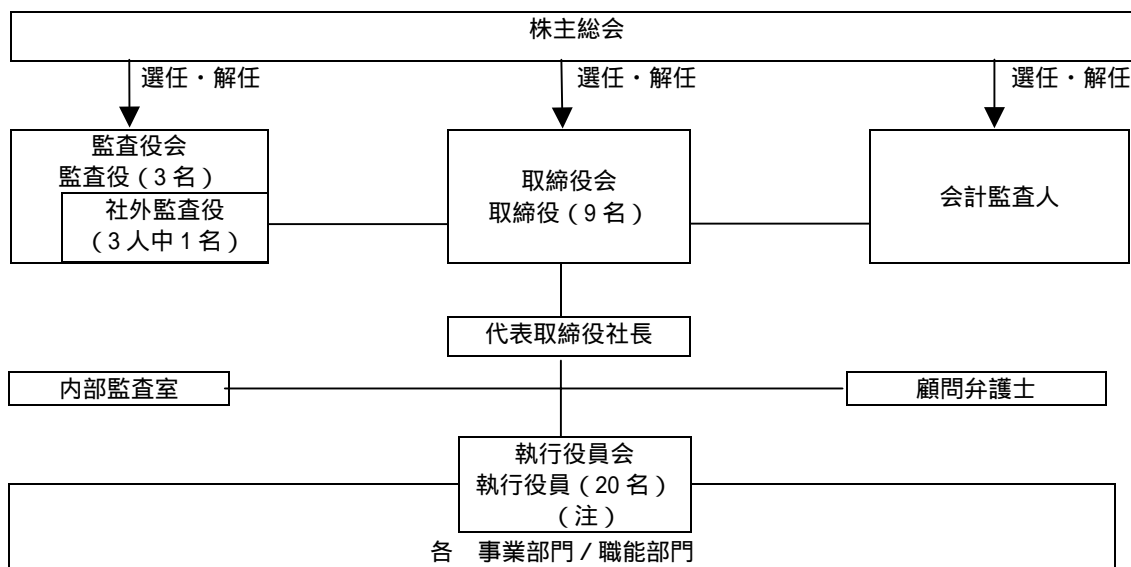 株主総会
選任・解任
選任・解任
選任・解任
監査役会
監査役（3名）
社外監査役
（3人中1名）
取締役会
取締役（9名）
会計監査人
代表取締役社長
内部監査室
顧問弁護士
執行役員会
執行役員（20名）
（注）
各　事業部門／職能部門